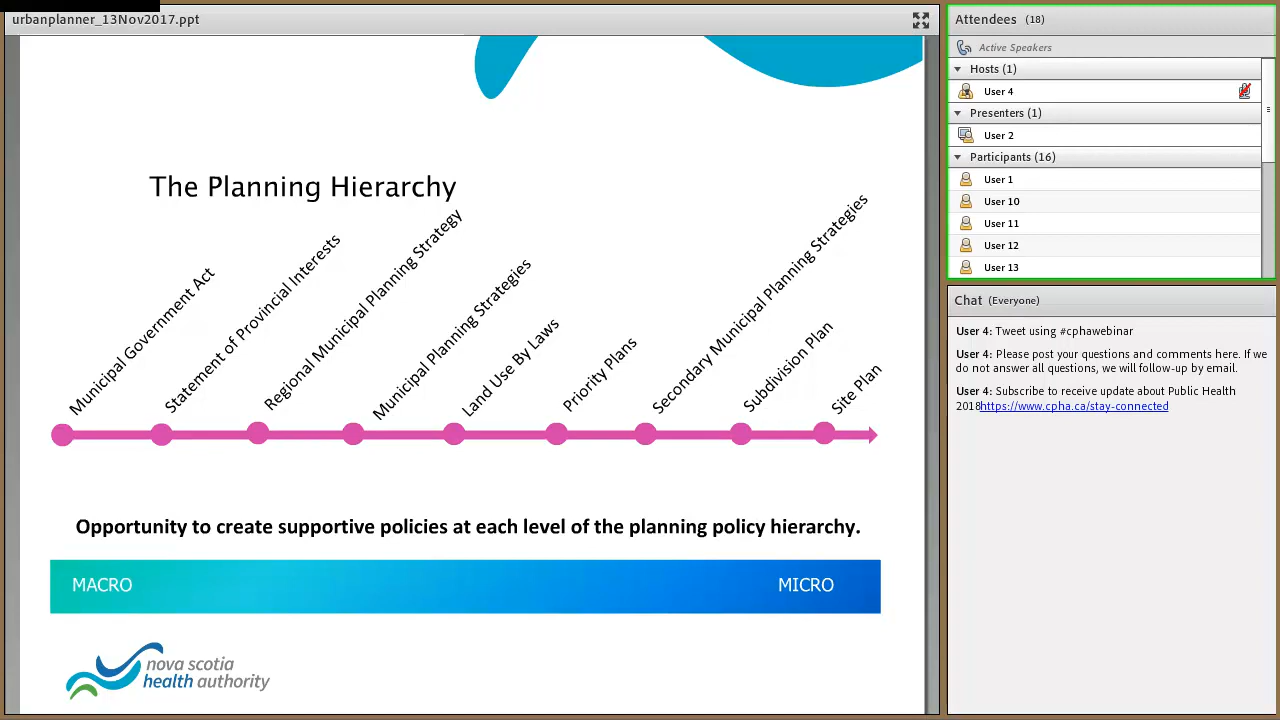 urbanplanner_13Nov2017.ppt
The Planning Hierarchy
Municipal Government Act
Statement of Provincial Interests
Regional Municipal Planning Strategy
Municipal Planning Strategies
Land Use By Laws
Priority Plans
Secondary Municipal Planning Strategies
Subdivision Plan
Site Plan
Opportunity to create supportive policies at each level of the planning policy hierarchy.
MACRO
MICRO
nova scotia
health authority
Attendees (18)
Active Speakers
Hosts (1)
User 4
Presenters (1)
User 2
Participants (16)
User 1
User 10
User 11
User 12
User 13
Chat (Everyone)
User 4: Tweet using #cphawebinar
User 4: Please post your questions and comments here. If we
do not answer all questions, we will follow-up by email.
User 4: Subscribe to receive update about Public Health
2018https://www.cpha.ca/stay-connected